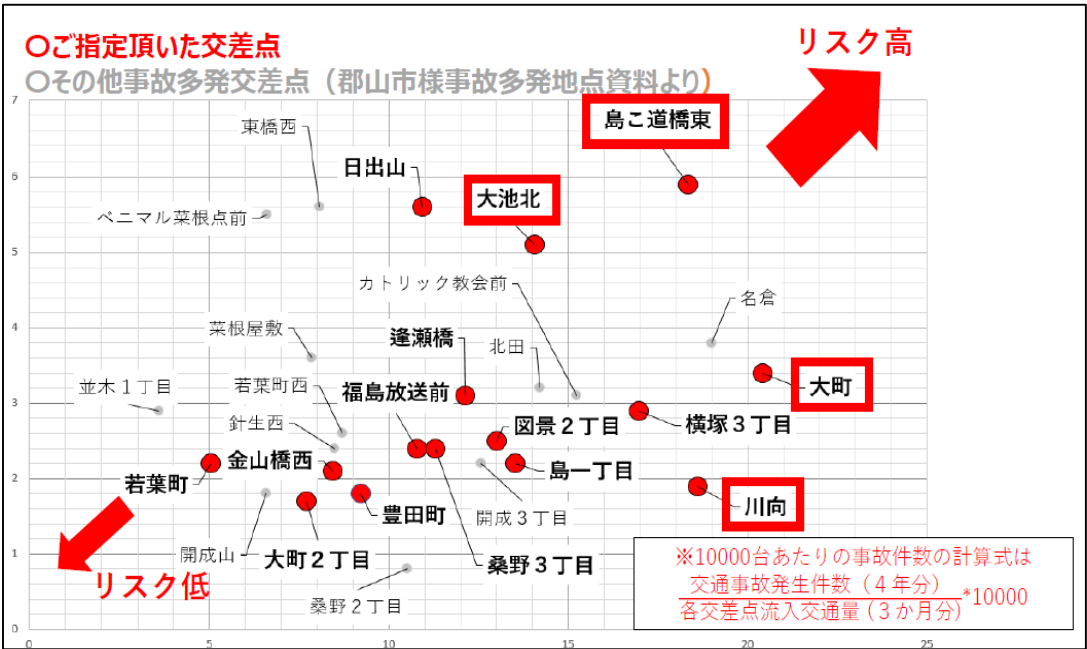 〇ご指定頂いた交差点
〇その他事故多発交差点（郡山市様事故多発地点資料より）
リスク高
7
島こ道橋東
東橋西
日出山
6
大池北
ベニマル菜根点前
5
カトリック教会前
名倉
4
菜根屋敷
逢瀬橋
北田
並木１丁目
若葉町西
福島放送前
大町
3
針生西
図景２丁目
横塚３丁目
金山橋西
島一丁目
若葉町
2
豊田町
開成３丁目
川向
開成山
大町２丁目
桑野３丁目
1
リスク低
桑野２丁目
※10000台あたりの事故件数の計算式は
交通事故発生件数（４年分）
各交差点流入交通量(３か月分)
*10000
0
0 5 10 15 20 25